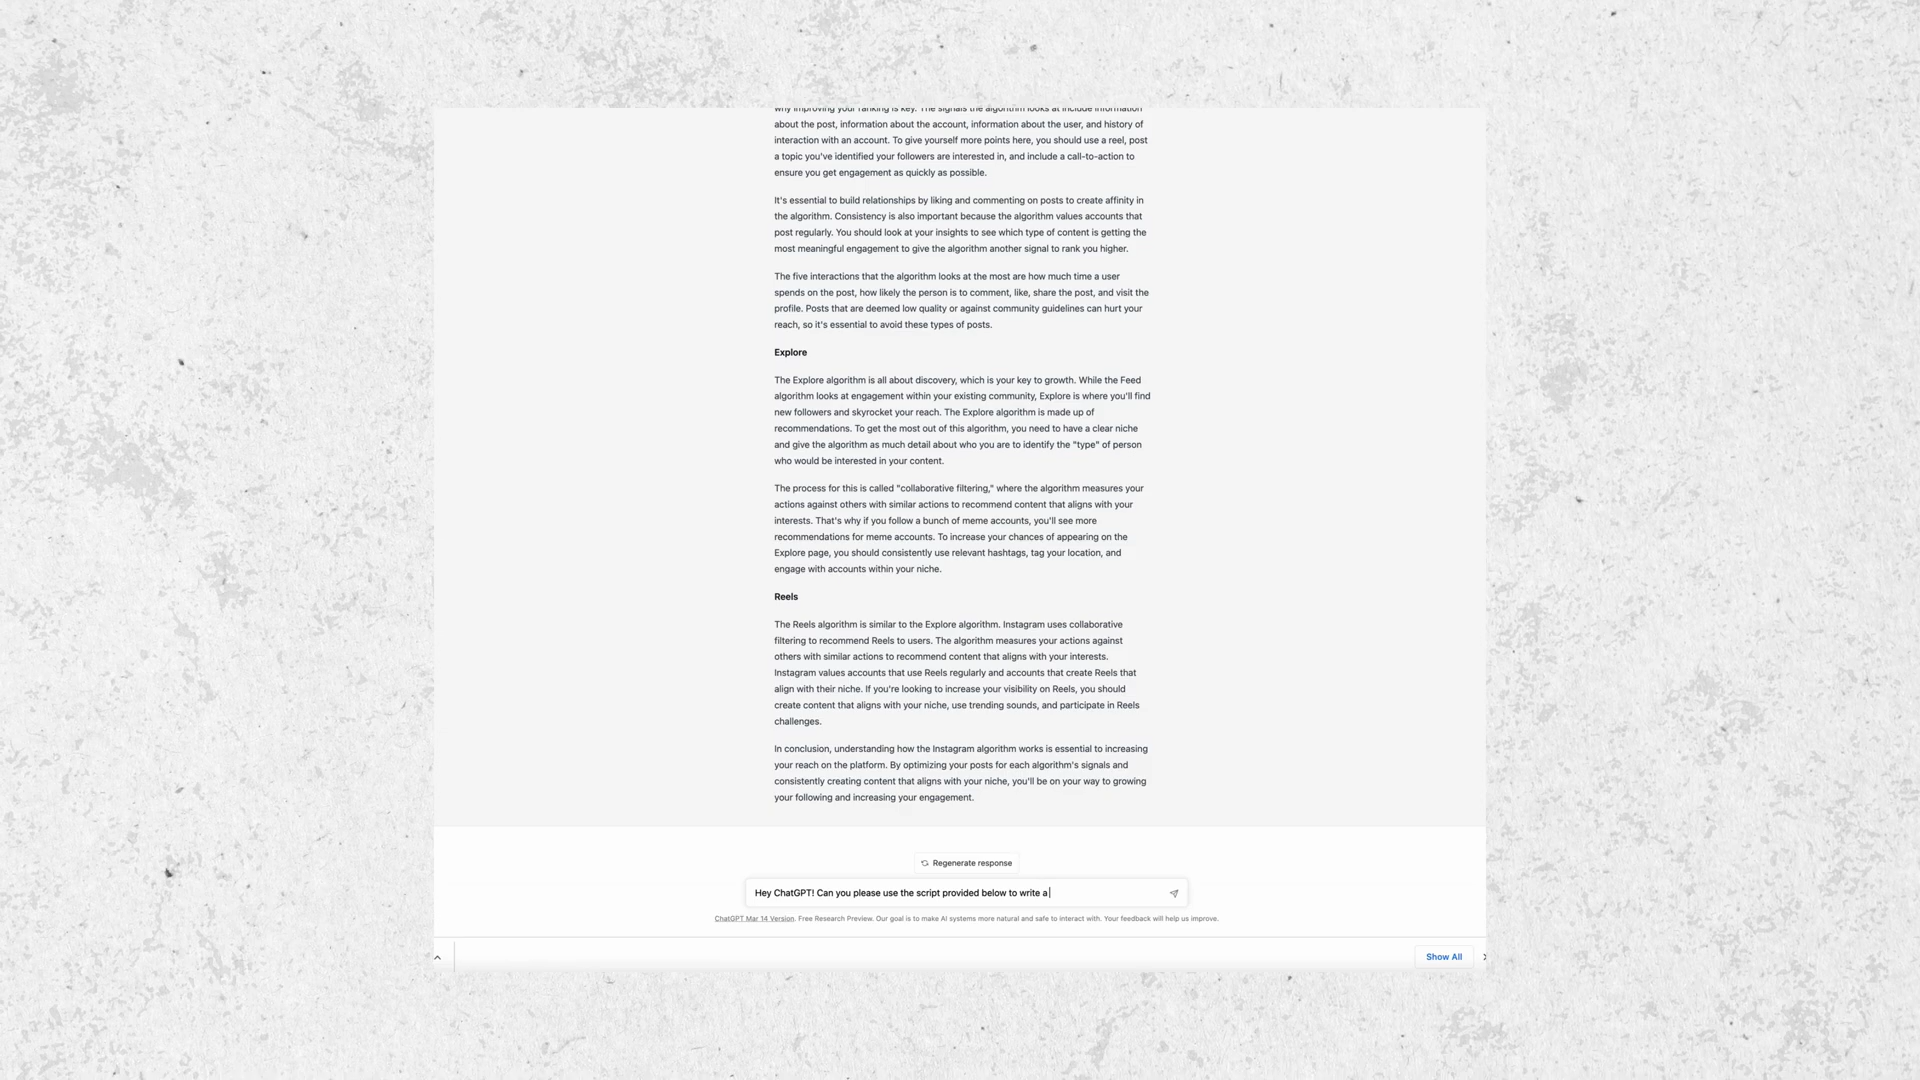 why improving your ranking is key. The signals the algorithm looks at include information
about the post, information about the account, information about the user, and history of
interaction with an account. To give yourself more points here, you should use a reel, post
a topic you've identified your followers are interested in, and include a call-to-action to
ensure you get engagement as quickly as possible.
It's essential to build relationships by liking and commenting on posts to create affinity in
the algorithm. Consistency is also important because the algorithm values accounts that
post regularly. You should look at your insights to see which type of content is getting the
most meaningful engagement to give the algorithm another signal to rank you higher.
The five interactions that the algorithm looks at the most are how much time a user
spends on the post, how likely the person is to comment, like, share the post, and visit the
profile. Posts that are deemed low quality or against community guidelines can hurt your
reach, so it's essential to avoid these types of posts.
Explore
The Explore algorithm is all about discovery, which is your key to growth. While the Feed
algorithm looks at engagement within your existing community, Explore is where you'll find
new followers and skyrocket your reach. The Explore algorithm is made up of
recommendations. To get the most out of this algorithm, you need to have a clear niche
and give the algorithm as much detail about who you are to identify the "type" of person
who would be interested in your content.
The process for this is called "collaborative filtering," where the algorithm measures your
actions against others with similar actions to recommend content that aligns with your
interests. That's why if you follow a bunch of meme accounts, you'll see more
recommendations for meme accounts. To increase your chances of appearing on the
Explore page, you should consistently use relevant hashtags, tag your location, and
engage with accounts within your niche.
Reels
The Reels algorithm is similar to the Explore algorithm. Instagram uses collaborative
filtering to recommend Reels to users. The algorithm measures your actions against
others with similar actions to recommend content that aligns with your interests.
Instagram values accounts that use Reels regularly and accounts that create Reels that
align with their niche. If you're looking to increase your visibility on Reels, you should
create content that aligns with your niche, use trending sounds, and participate in Reels
challenges.
In conclusion, understanding how the Instagram algorithm works is essential to increasing
your reach on the platform. By optimizing your posts for each algorithm's signals and
consistently creating content that aligns with your niche, you'll be on your way to growing
your following and increasing your engagement.
Regenerate response
Hey ChatGPT! Can you please use the script provided below to write a
ChatGPT Mar 14 Version. Free Research Preview. Our goal is to make AI systems more natural and safe to interact with. Your feedback will help us improve.
Show All